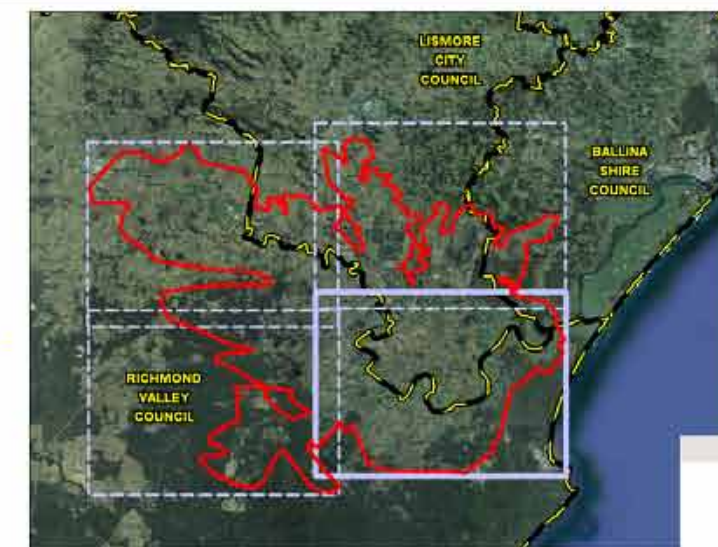 LISMORE
CITY
COUNCIL
BALLINA
SHIRE
COUNCIL
RICHMOND
VALLEY
COUNCIL